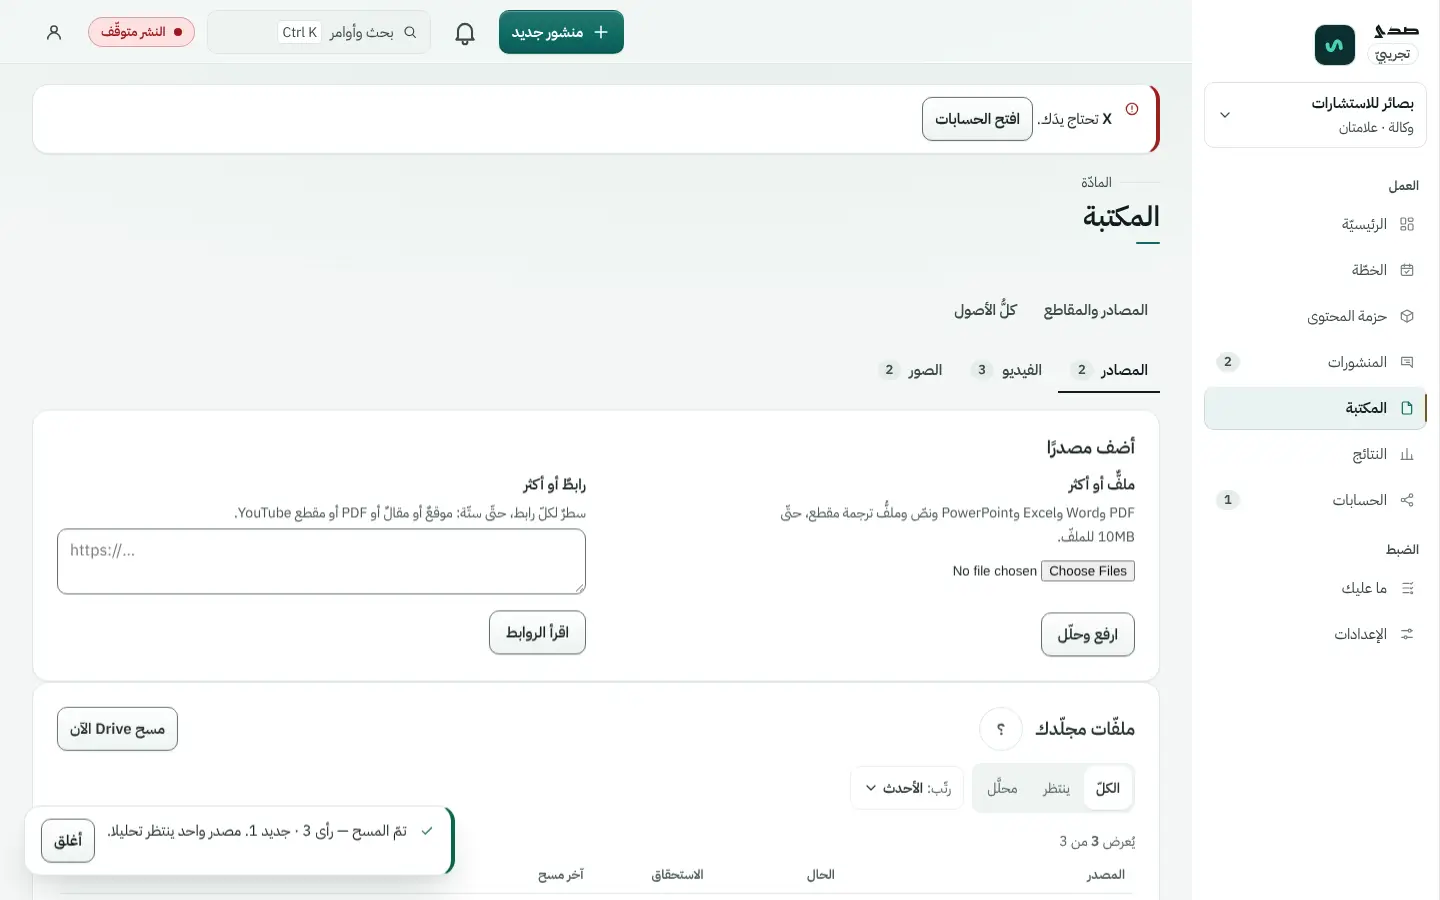 صدى
تجريبيّ
بصائر للاستشارات
وكالة · علامتان
العمل
الرئيسيّة
الخطّة
حزمة المحتوى
المنشورات 2
المكتبة
النتائج
الحسابات 1
الضبط
ما عليك
الإعدادات
منشور جديد
بحث وأوامر Ctrl K
النشر متوقّف
X تحتاج يدَك. افتح الحسابات
المادّة
المكتبة
المصادر والمقاطع كلُّ الأصول
المصادر 2 الفيديو 3 الصور 2
أضف مصدرًا
ملفٌّ أو أكثر
PDF وWord وExcel وPowerPoint ونصّ وملفُّ ترجمة مقطع، حتّى
10MB للملفّ.
Choose Files No file chosen
ارفع وحلّل
رابطٌ أو أكثر
سطرٌ لكلّ رابط، حتّى ستّة: موقعٌ أو مقالٌ أو PDF أو مقطع YouTube.
https://...
اقرأ الروابط
ملفّات مجلّدك ؟
مسح Drive الآن
الكلّ ينتظر محلَّل
رتّب: الأحدث
يُعرض 3 من 3
المصدر الحال الاستحقاق آخر مسح
تمّ المسح — رأى 3 · جديد 1. مصدر واحد ينتظر تحليلا.
أغلق